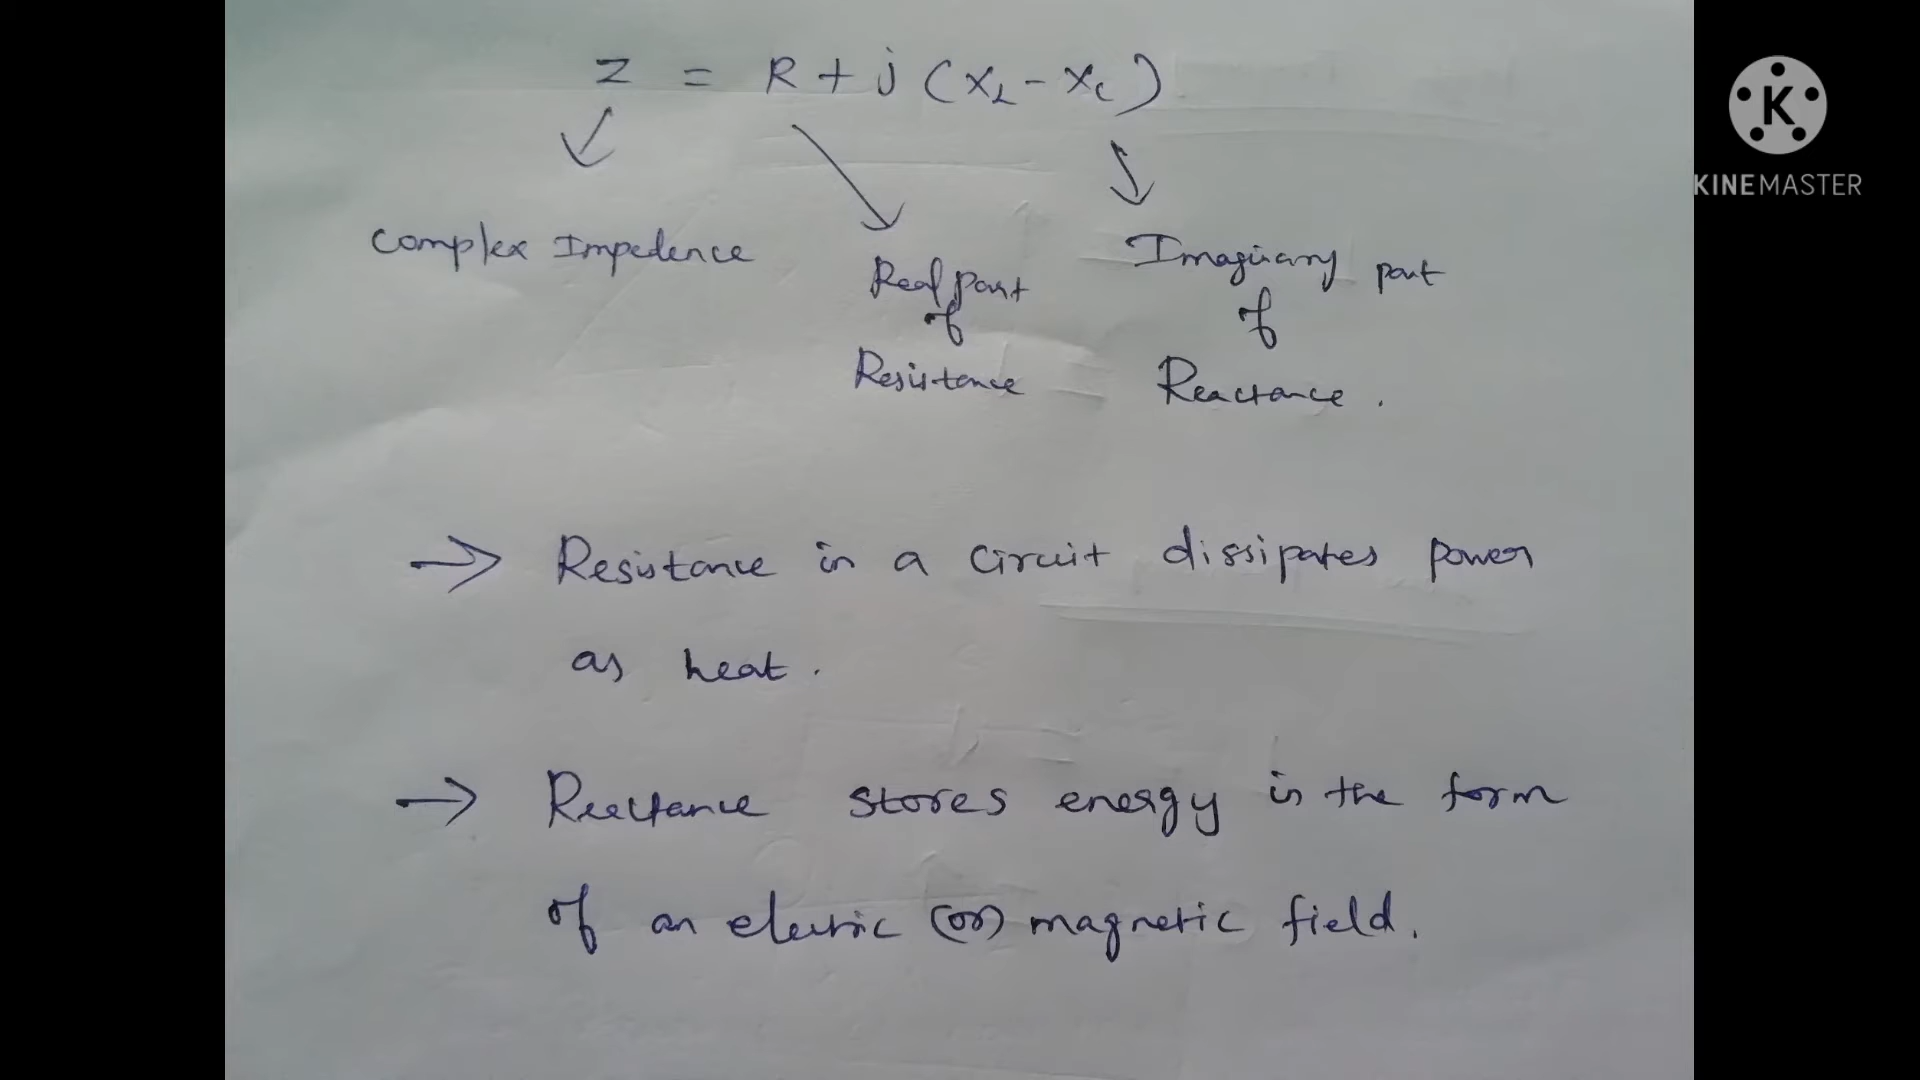 Z = R + j (XL - XC)
Complex Impedence
Real part
of
Resistance
Imaginary part
of
Reactance.
→ Resistance in a circuit dissipates power
as heat.
→ Reactance stores energy in the form
of an electric (or) magnetic field.
K
KINEMASTER